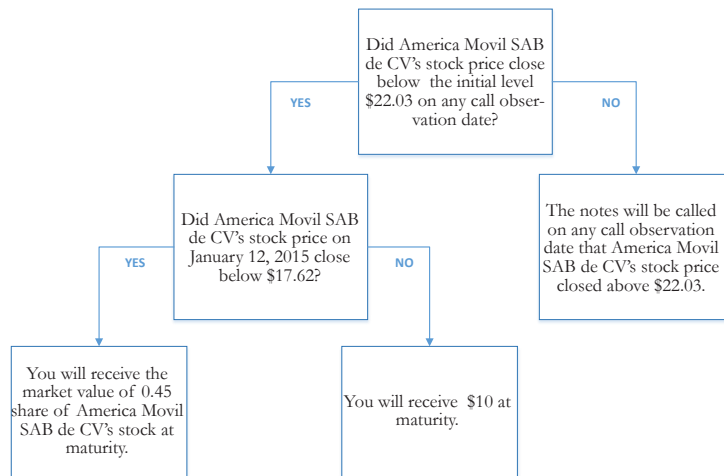 Did America Movil SAB
de CV's stock price close
below the initial level
$22.03 on any call obser-
vation date?
YES
NO
Did America Movil SAB
de CV's stock price on
January 12, 2015 close
below $17.62?
The notes will be called
on any call observation
date that America Movil
SAB de CV's stock price
closed above $22.03.
YES
NO
You will receive the
market value of 0.45
share of America Movil
SAB de CV's stock at
maturity.
You will receive $10 at
maturity.